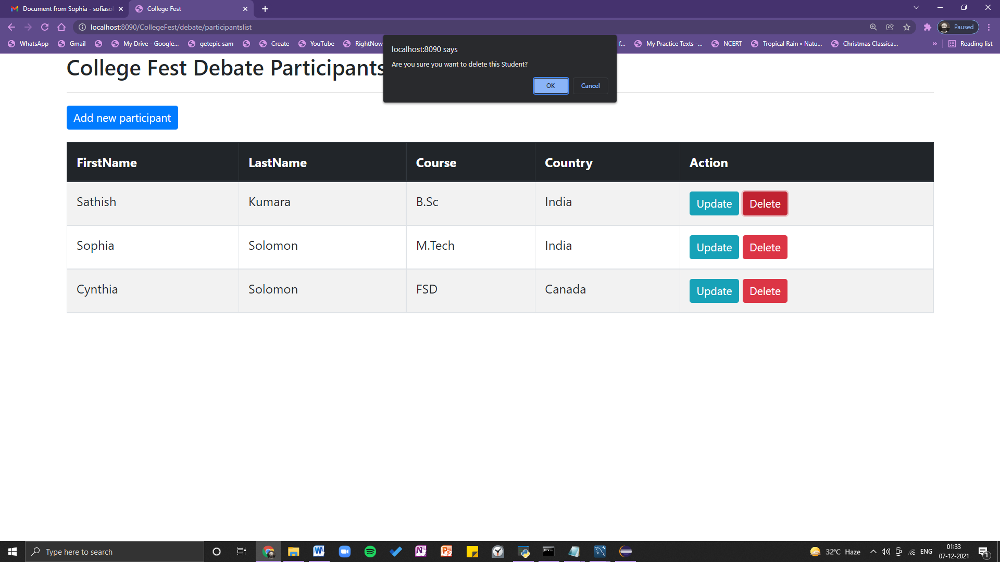 Document from Sophia - sofiasol
College Fest
localhost:8090/CollegeFest/debate/participantslist
Paused
WhatsApp
Gmail
My Drive - Google...
getepic sam
Create
YouTube
RightNow
f...
My Practice Texts -...
NCERT
Tropical Rain • Natu...
Christmas Classica...
»
Reading list
localhost:8090 says
Are you sure you want to delete this Student?
OK Cancel
College Fest Debate Participants
Add new participant
FirstName LastName Course Country Action
Sathish Kumara B.Sc India Update Delete
Sophia Solomon M.Tech India Update Delete
Cynthia Solomon FSD Canada Update Delete
Type here to search
32°C Haze
ENG
01:33
07-12-2021
1